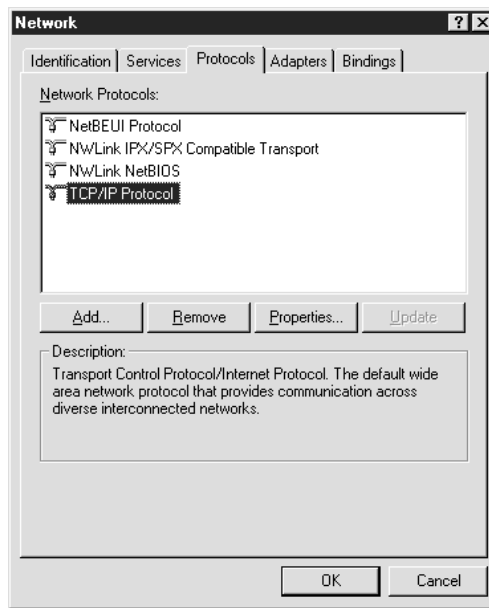 Network
Identification Services Protocols Adapters Bindings
Network Protocols:
NetBEUI Protocol
NWLink IPX/SPX Compatible Transport
NWLink NetBIOS
TCP/IP Protocol
Add... Remove Properties... Update
Description:
Transport Control Protocol/Internet Protocol. The default wide
area network protocol that provides communication across
diverse interconnected networks.
OK Cancel